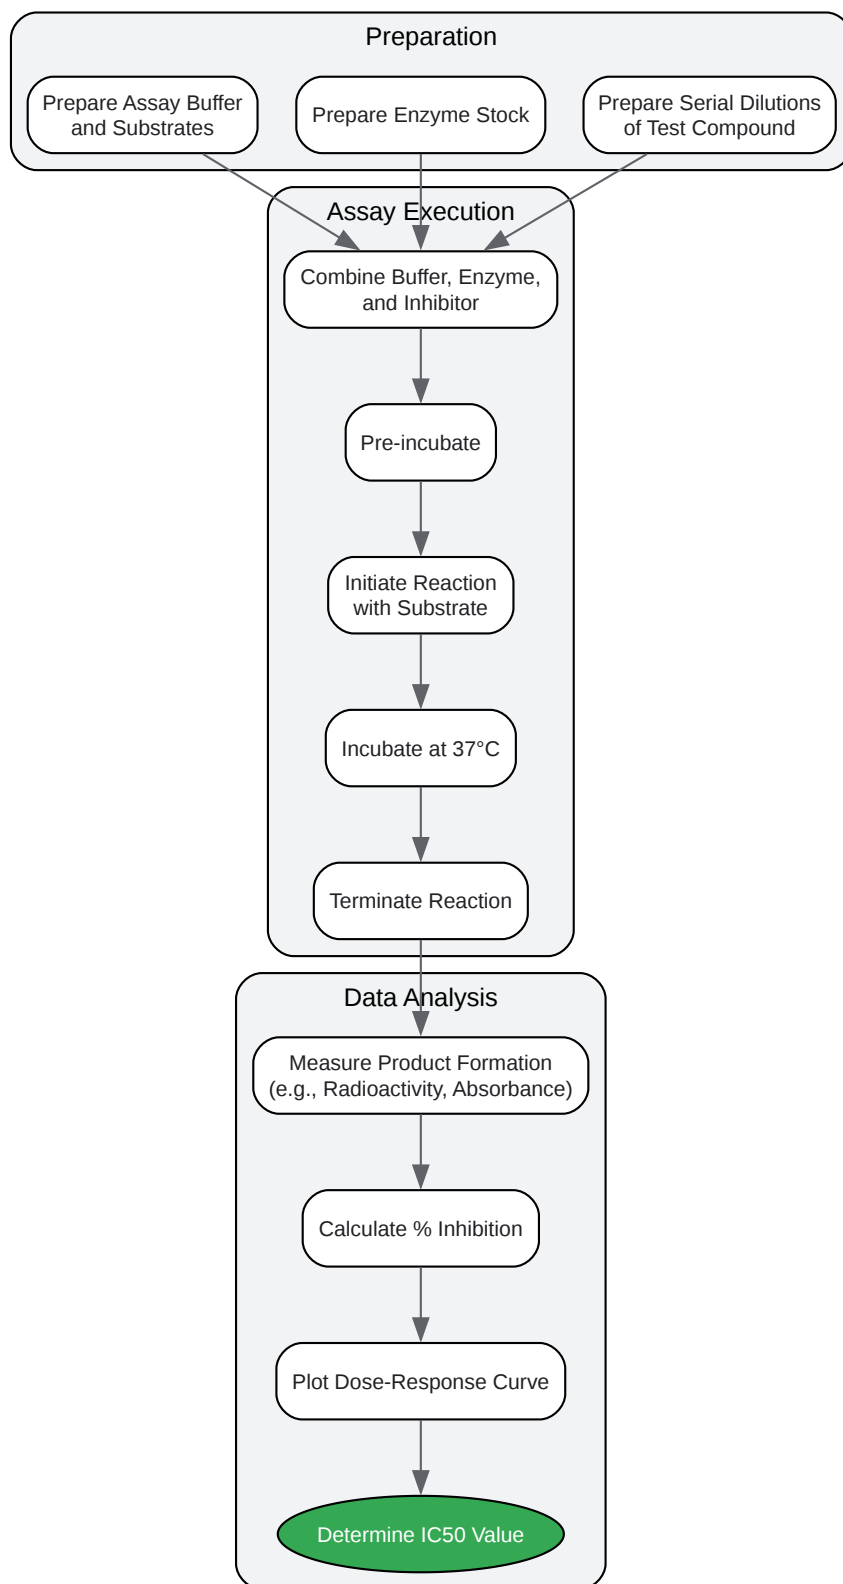 Preparation
Prepare Assay Buffer
and Substrates
Prepare Enzyme Stock
Prepare Serial Dilutions
of Test Compound
Assay Execution
Combine Buffer, Enzyme,
and Inhibitor
Pre-incubate
Initiate Reaction
with Substrate
Incubate at 37°C
Terminate Reaction
Data Analysis
Measure Product Formation
(e.g., Radioactivity, Absorbance)
Calculate % Inhibition
Plot Dose-Response Curve
Determine IC50 Value